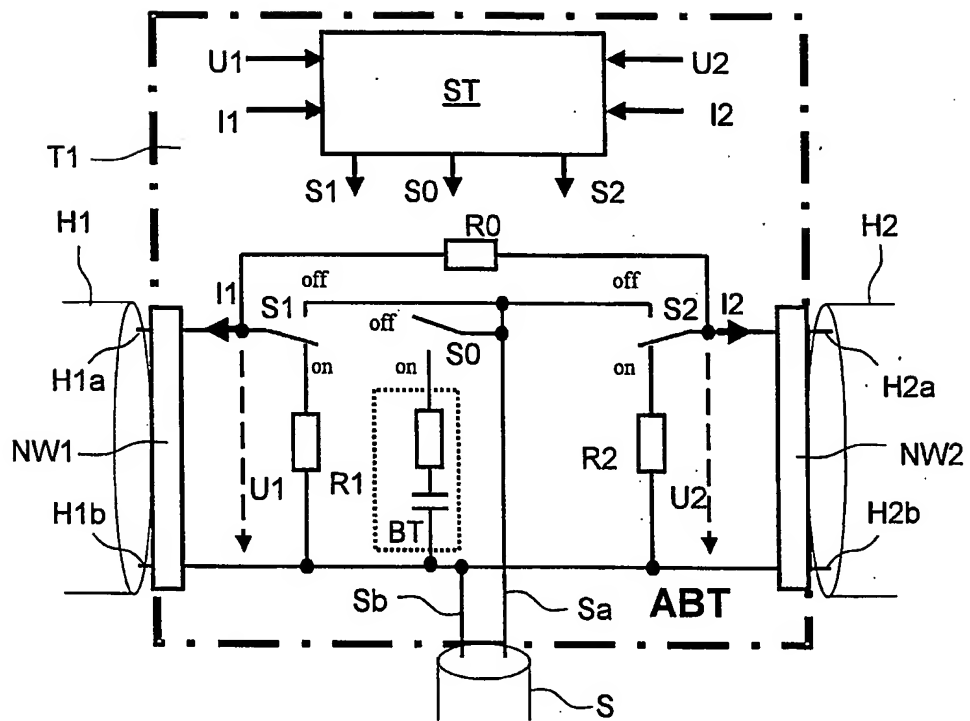 U1
ST
U2
I1
I2
T1
S1
S0
S2
H1
R0
H2
I1
S1
off
off
S2
I2
off
S0
H1a
on
on
on
H2a
NW1
R1
R2
NW2
U1
U2
H1b
BT
H2b
Sb
Sa
ABT
S